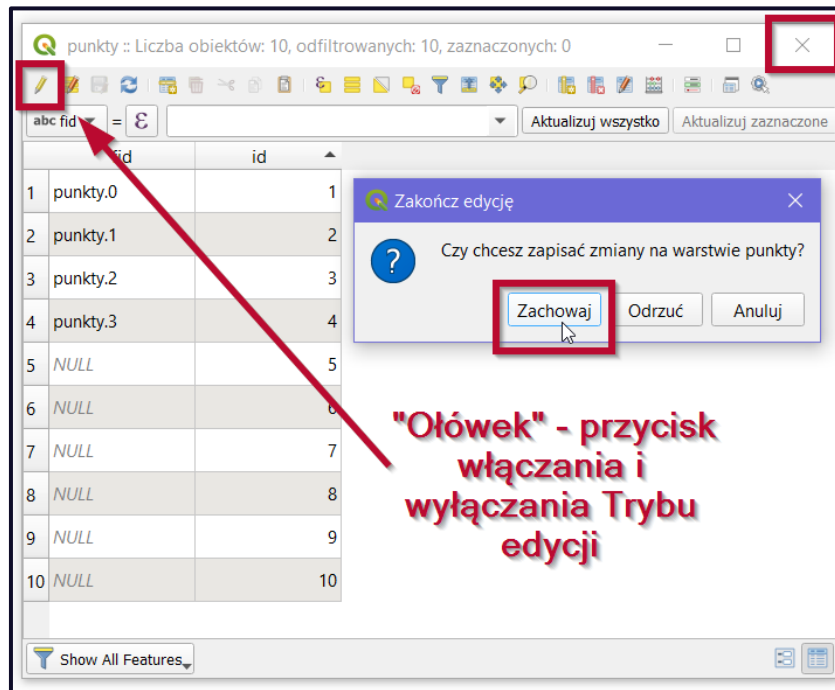 punkty :: Liczba obiektów: 10, odfiltrowanych: 10, zaznaczonych: 0
abc fid = ε Aktualizuj wszystko Aktualizuj zaznaczone
fid id
1 punkty.0 1
2 punkty.1 2
3 punkty.2 3
4 punkty.3 4
5 NULL 5
6 NULL 6
7 NULL 7
8 NULL 8
9 NULL 9
10 NULL 10
Zakończ edycję
Czy chcesz zapisać zmiany na warstwie punkty?
Zachowaj Odrzuć Anuluj
"Ołówek" - przycisk
włączania i
wyłączania Trybu
edycji
Show All Features